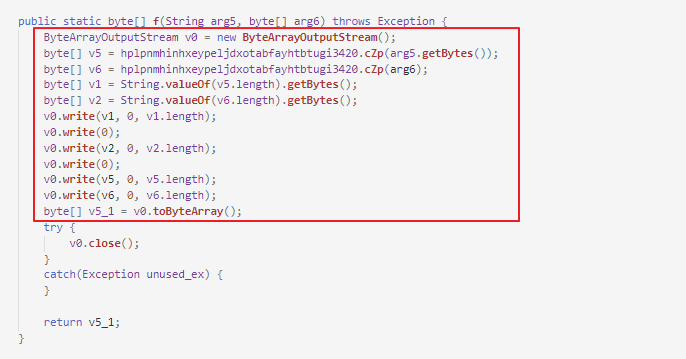 public static byte[] f(String arg5, byte[] arg6) throws Exception {
ByteArrayOutputStream v0 = new ByteArrayOutputStream();
byte[] v5 = hplpnmhinhxeypeljdxotabfayhtbtugi3420.cZp(arg5.getBytes());
byte[] v6 = hplpnmhinhxeypeljdxotabfayhtbtugi3420.cZp(arg6);
byte[] v1 = String.valueOf(v5.length).getBytes();
byte[] v2 = String.valueOf(v6.length).getBytes();
v0.write(v1, 0, v1.length);
v0.write(0);
v0.write(v2, 0, v2.length);
v0.write(0);
v0.write(v5, 0, v5.length);
v0.write(v6, 0, v6.length);
byte[] v5_1 = v0.toByteArray();
try {
v0.close();
}
catch(Exception unused_ex) {
}
return v5_1;
}